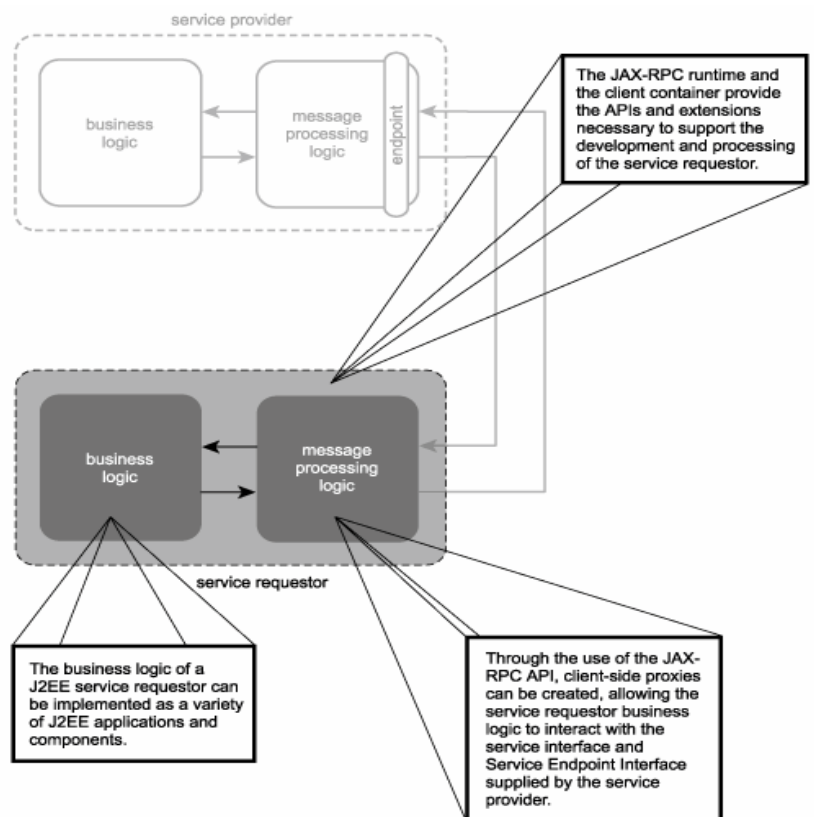 service provider
business
logic
message
processing
logic
endpoint
The JAX-RPC runtime and
the client container provide
the APIs and extensions
necessary to support the
development and processing
of the service requestor.
business
logic
message
processing
logic
service requestor
The business logic of a
J2EE service requestor can
be implemented as a variety
of J2EE applications and
components.
Through the use of the JAX-
RPC API, client-side proxies
can be created, allowing the
service requestor business
logic to interact with the
service interface and
Service Endpoint Interface
supplied by the service
provider.